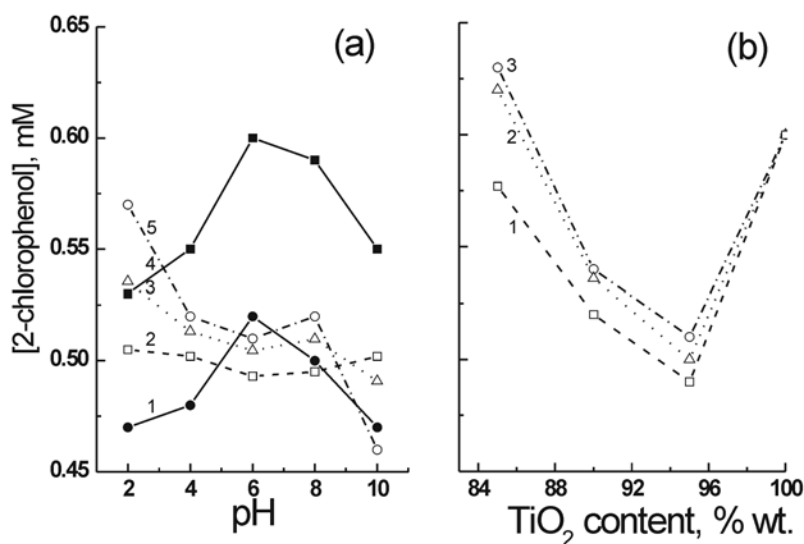 (a)
(b)
[2-chlorophenol], mM
0.65
0.60
0.55
0.50
0.45
5
4
3
2
1
2 4 6 8 10
pH
3
2
1
84 88 92 96 100
TiO₂ content, % wt.